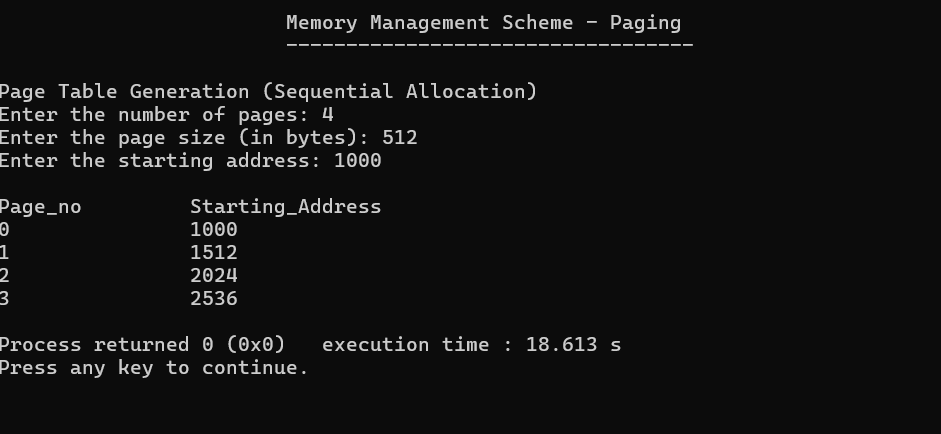 Memory Management Scheme - Paging
----------------------------------
Page Table Generation (Sequential Allocation)
Enter the number of pages: 4
Enter the page size (in bytes): 512
Enter the starting address: 1000
Page_no Starting_Address
0 1000
1 1512
2 2024
3 2536
Process returned 0 (0x0) execution time : 18.613 s
Press any key to continue.